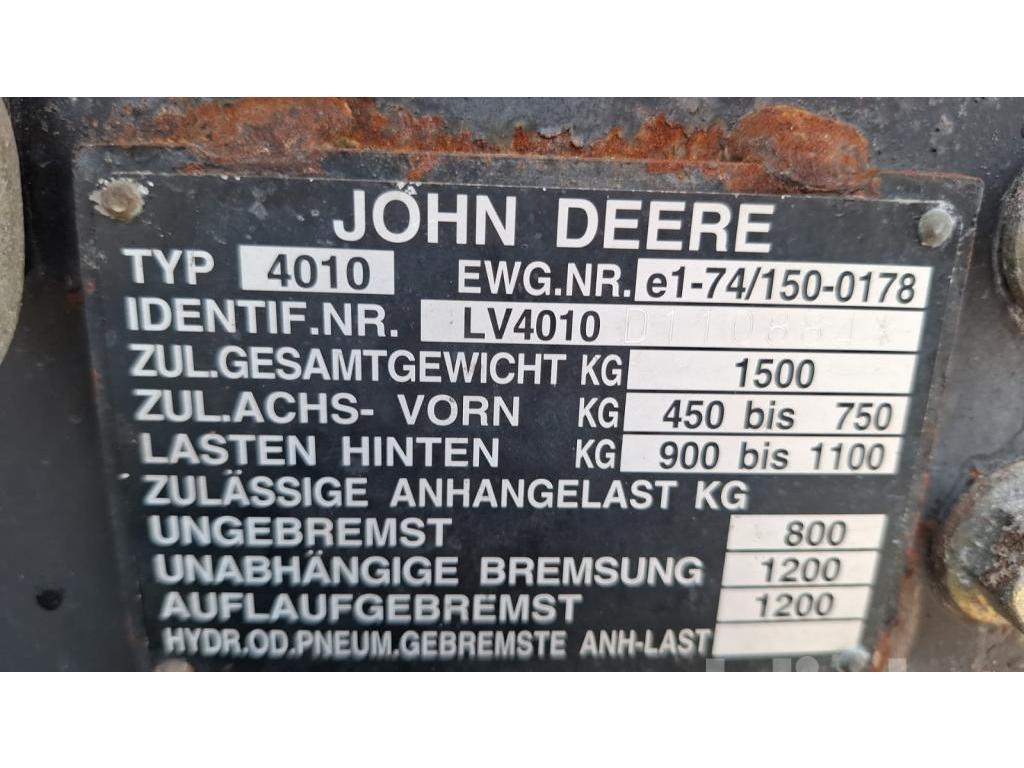 JOHN DEERE
TYP 4010 EWG.NR. e1-74/150-0178
IDENTIF.NR. LV4010
ZUL.GESAMTGEWICHT KG 1500
ZUL.ACHS- VORN KG 450 bis 750
LASTEN HINTEN KG 900 bis 1100
ZULÄSSIGE ANHANGELAST KG
UNGEBREMST 800
UNABHÄNGIGE BREMSUNG 1200
AUFLAUFGEBREMST 1200
HYDR.OD.PNEUM.GEBREMSTE ANH-LAST